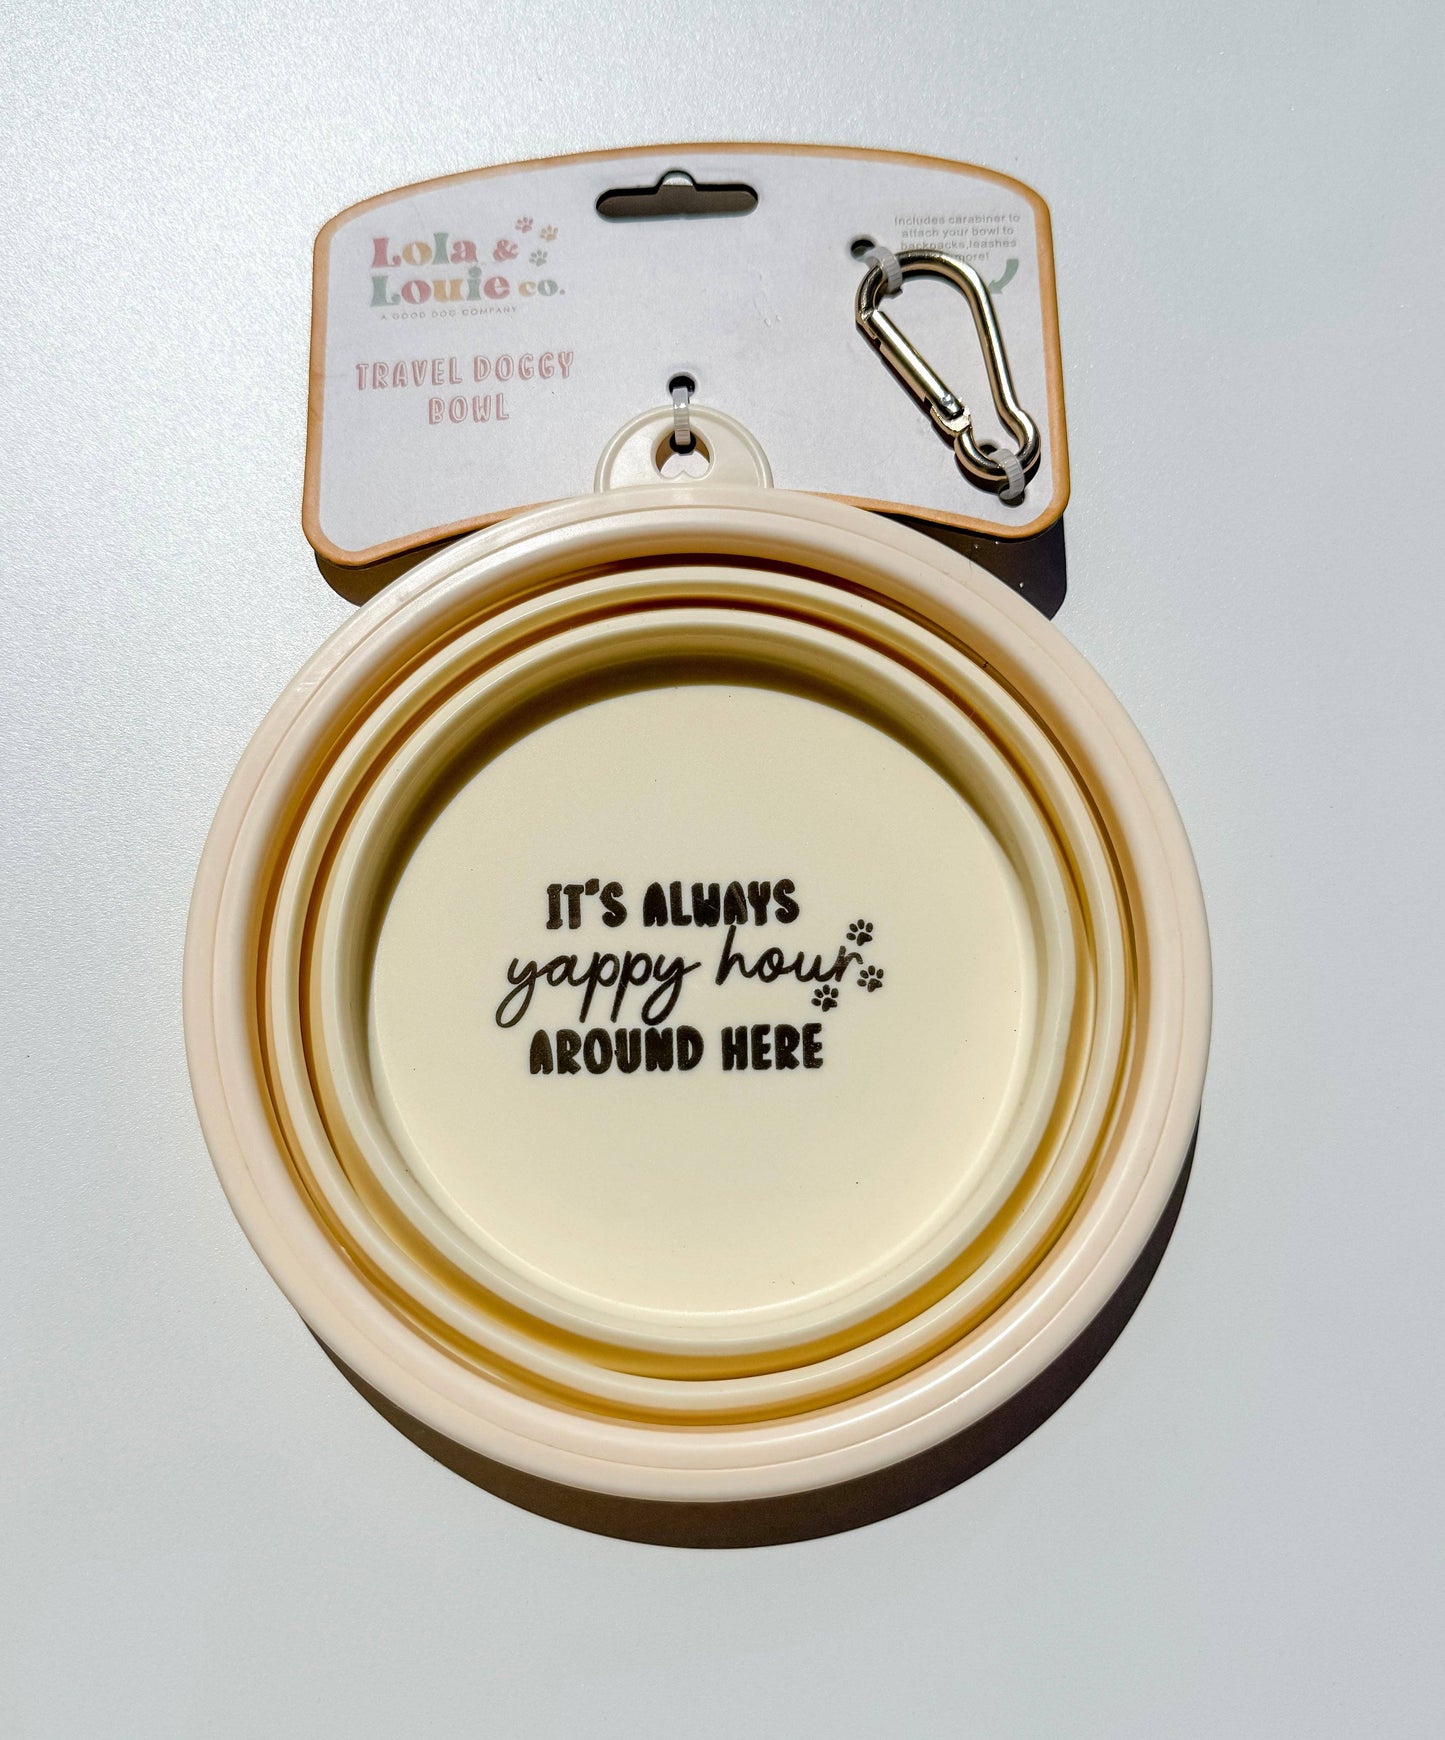 Lola &
Louie co.
A GOOD DOG COMPANY
TRAVEL DOGGY
BOWL
Includes carabiner to
attach your bowl to
backpacks,leashes
more!
IT'S ALWAYS
yappy hour
AROUND HERE